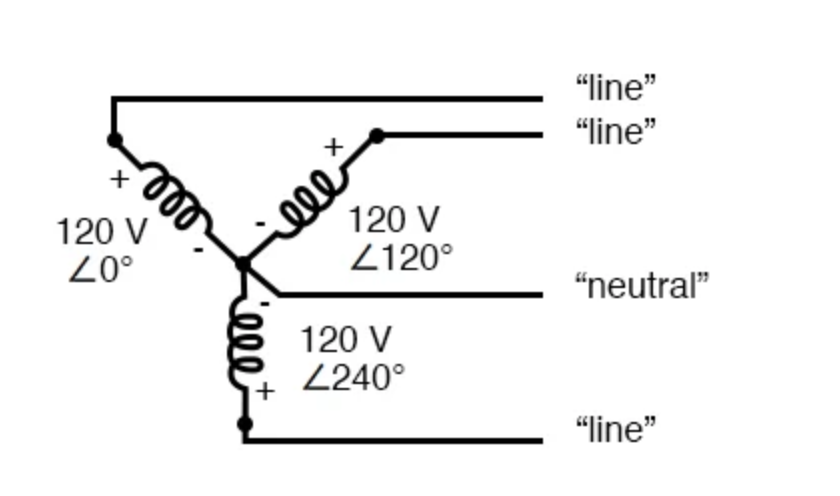 “line”
“line”
+
+
-
120 V
∠0°
-
120 V
∠120°
“neutral”
-
120 V
∠240°
+
“line”